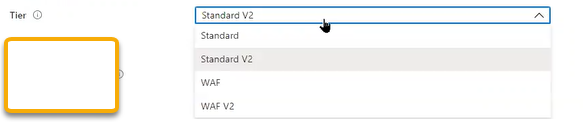 Tier
Standard V2
Standard
Standard V2
WAF
WAF V2